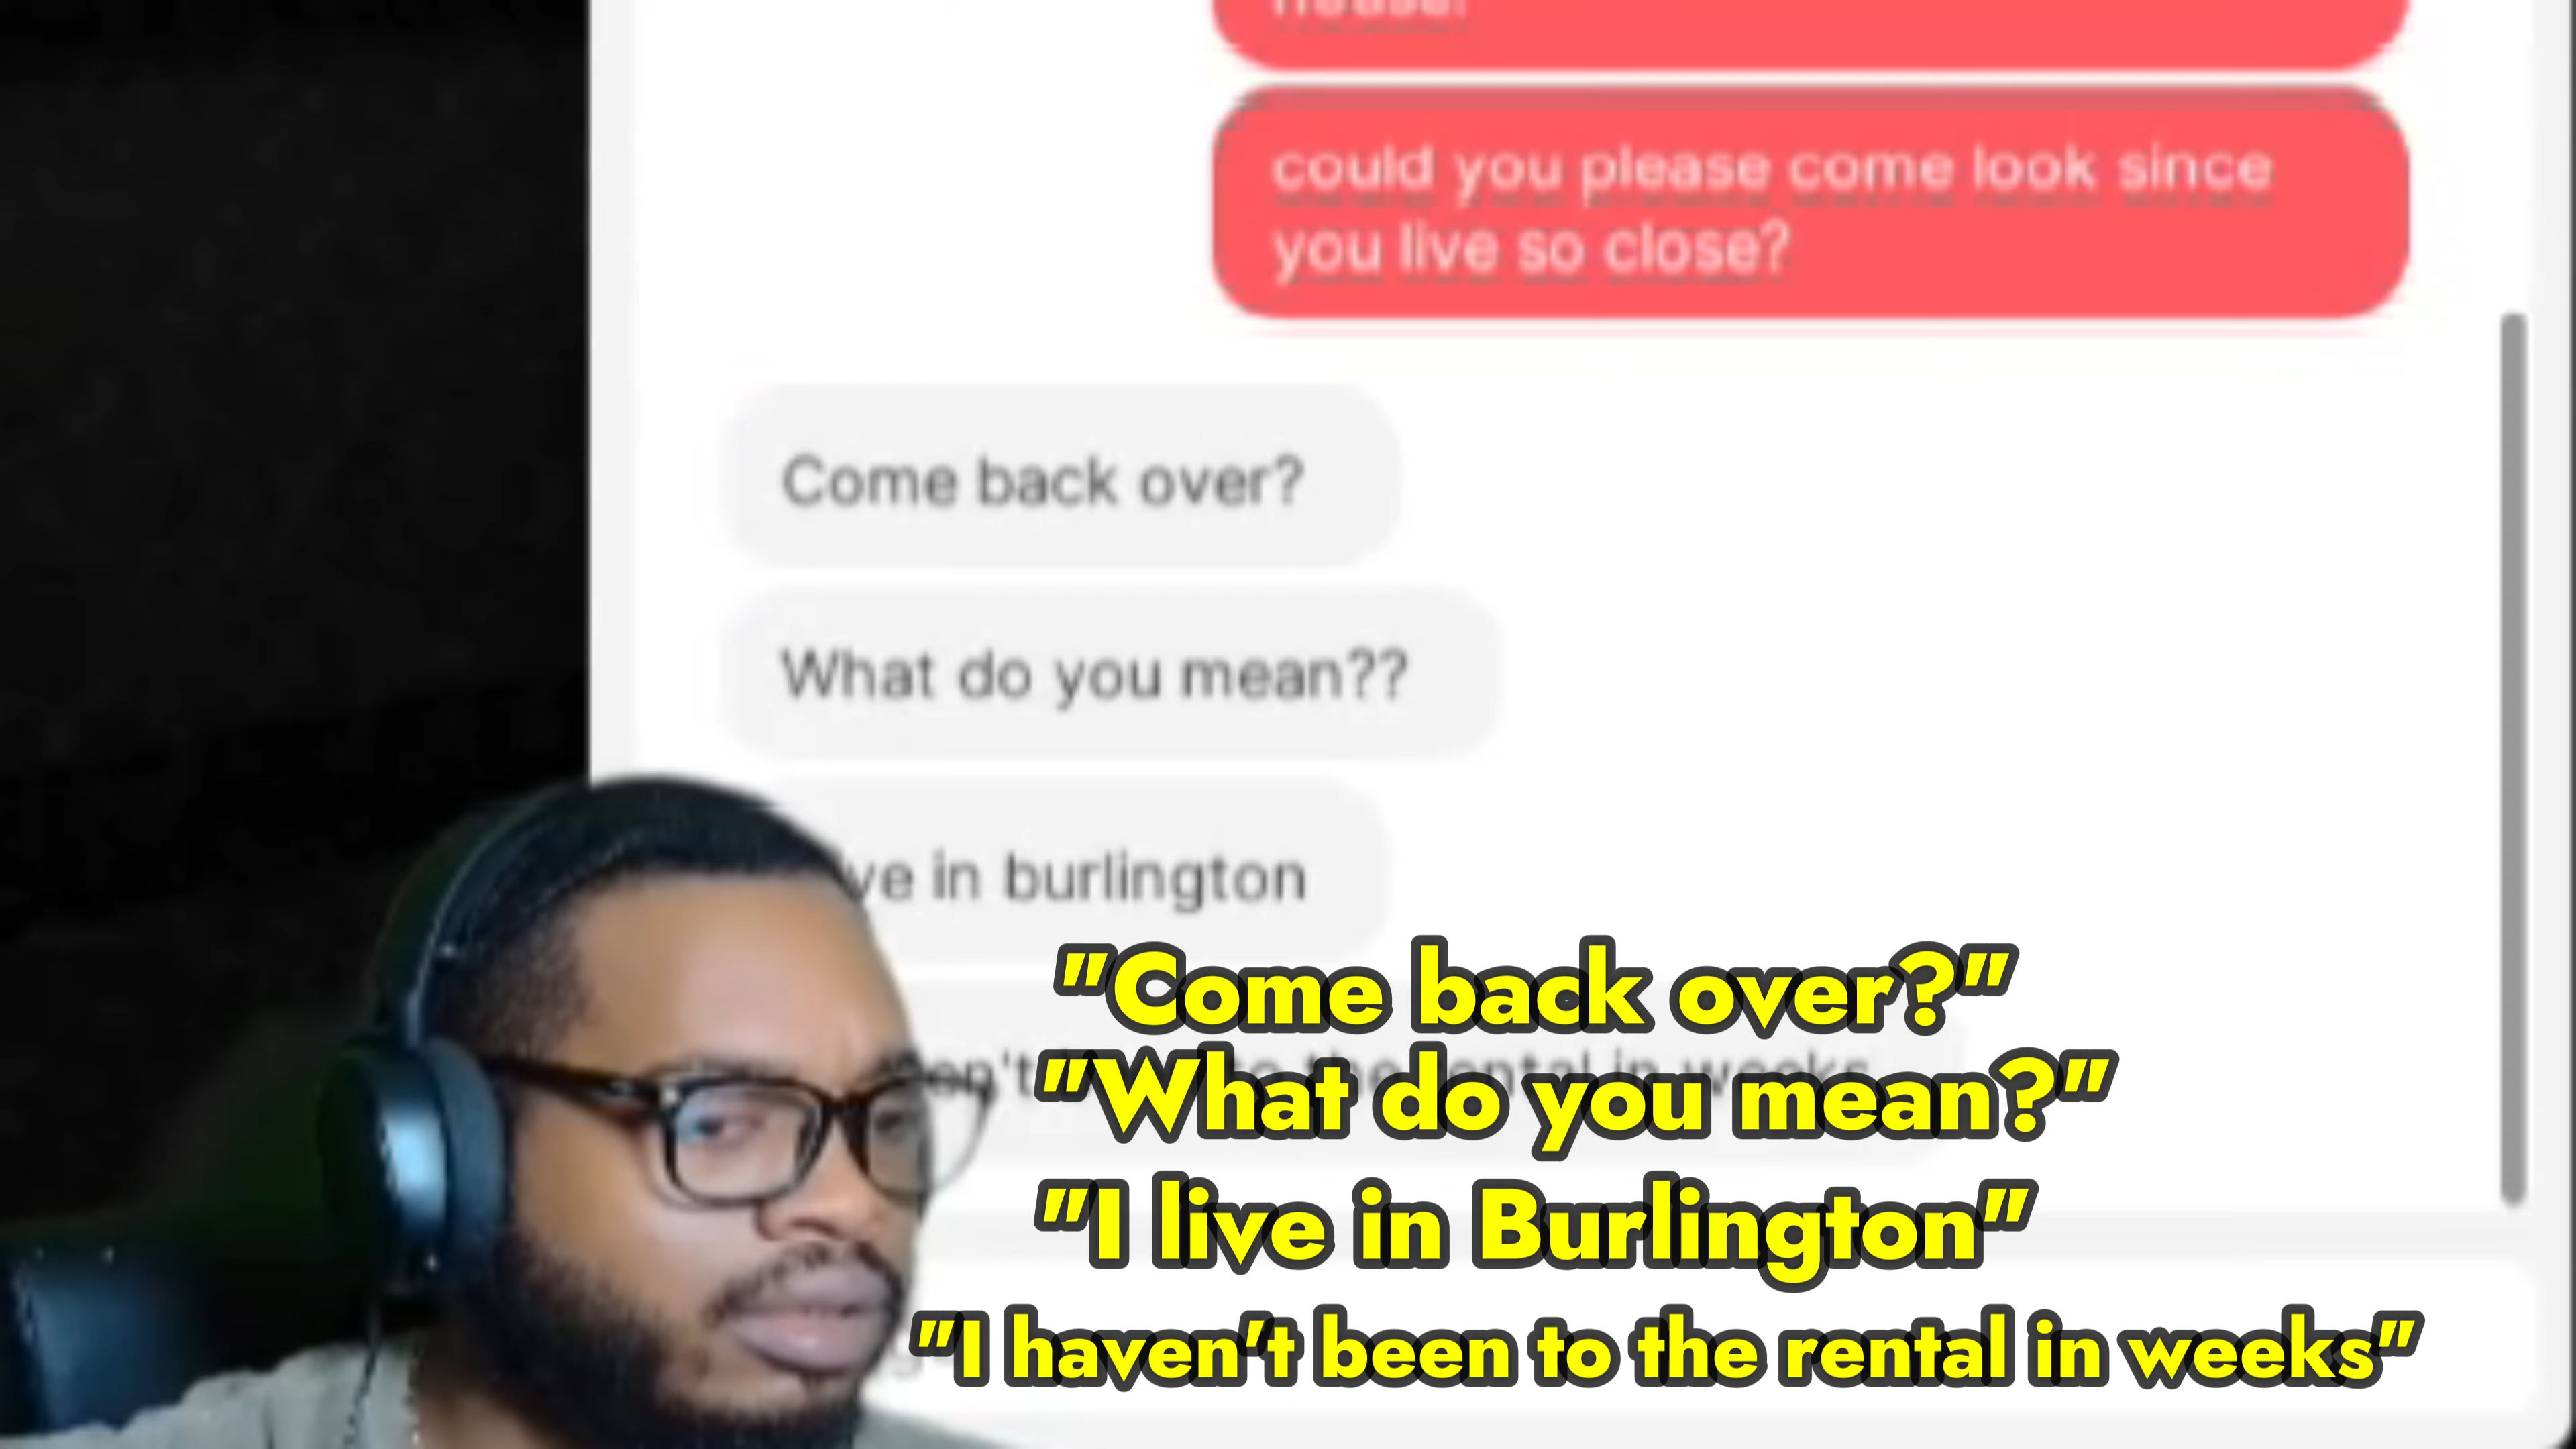 could you please come look since
you live so close?
Come back over?
What do you mean??
ve in burlington
"Come back over?"
"What do you mean?"
"I live in Burlington"
"I haven't been to the rental in weeks"